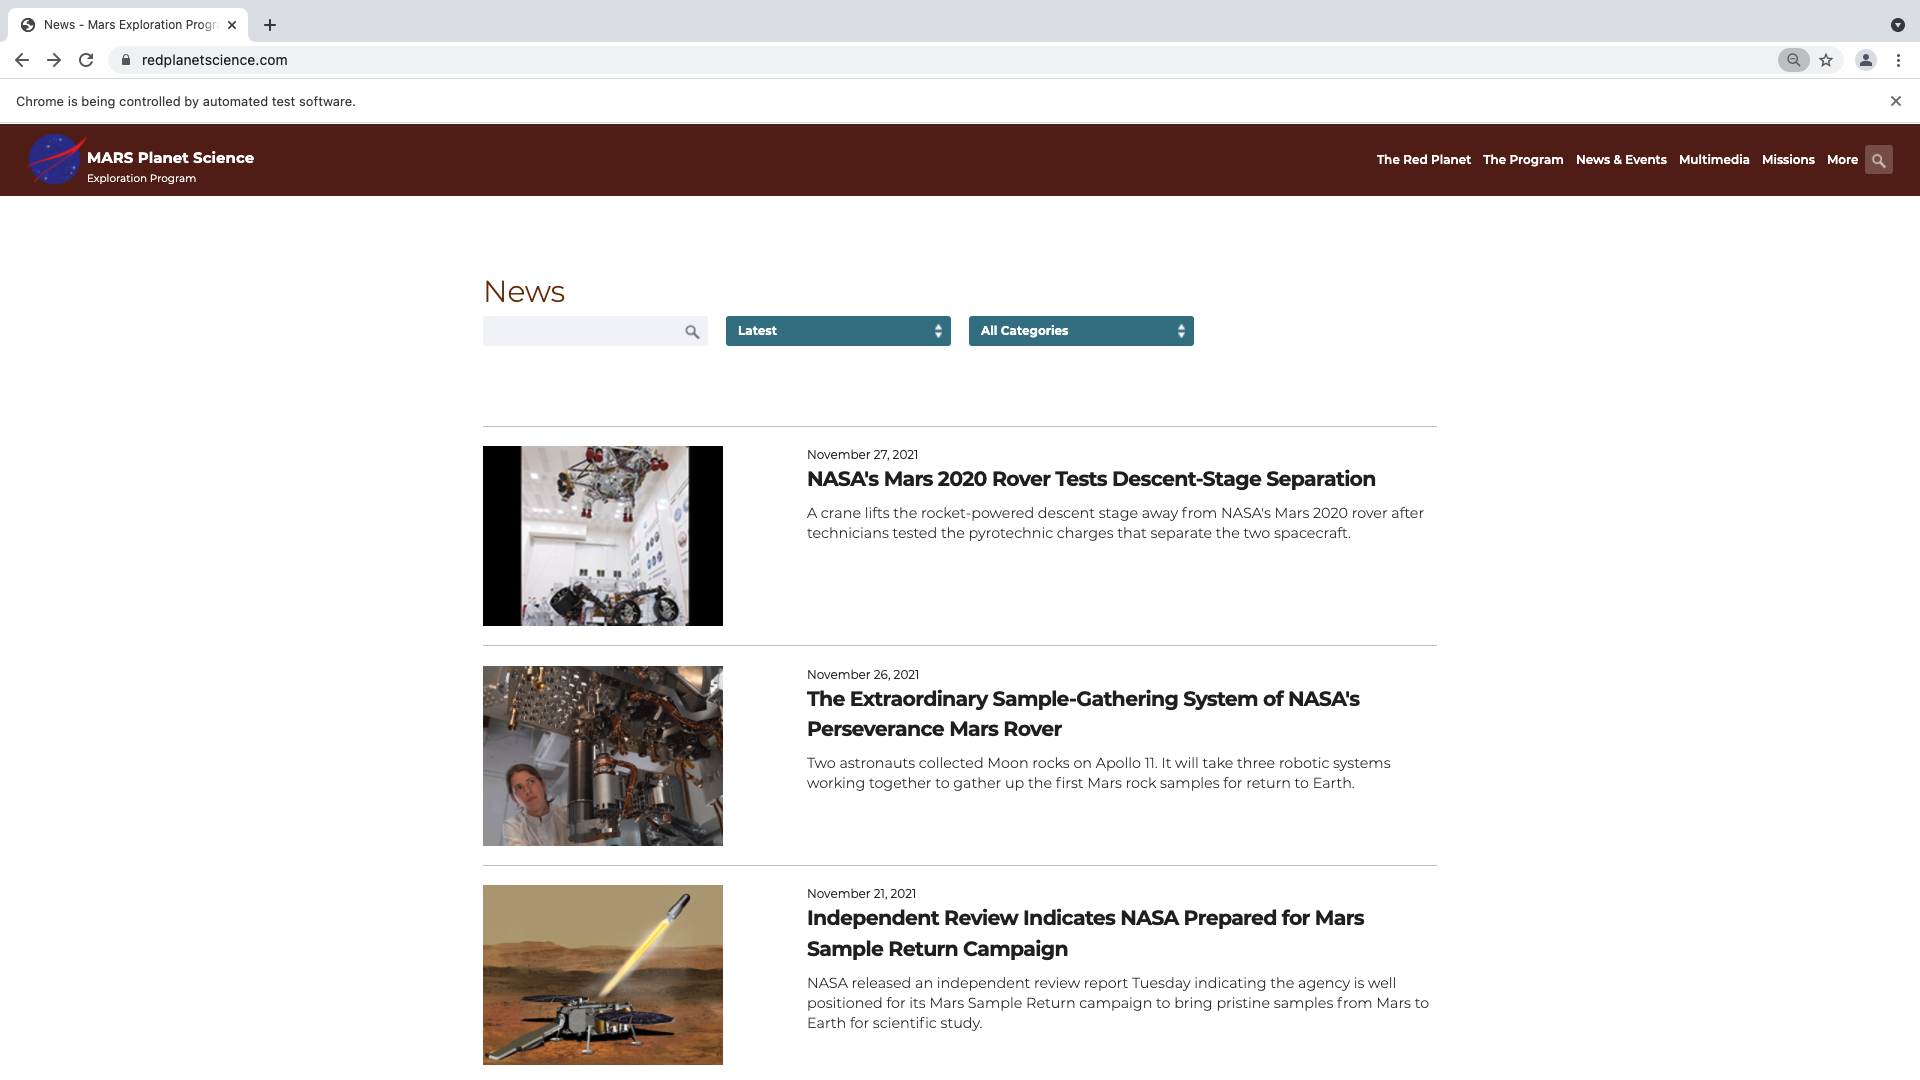 News - Mars Exploration Progr
redplanetscience.com
Chrome is being controlled by automated test software.
MARS Planet Science
Exploration Program
The Red Planet The Program News & Events Multimedia Missions More
News
Latest All Categories
November 27, 2021
NASA's Mars 2020 Rover Tests Descent-Stage Separation
A crane lifts the rocket-powered descent stage away from NASA's Mars 2020 rover after
technicians tested the pyrotechnic charges that separate the two spacecraft.
November 26, 2021
The Extraordinary Sample-Gathering System of NASA's
Perseverance Mars Rover
Two astronauts collected Moon rocks on Apollo 11. It will take three robotic systems
working together to gather up the first Mars rock samples for return to Earth.
November 21, 2021
Independent Review Indicates NASA Prepared for Mars
Sample Return Campaign
NASA released an independent review report Tuesday indicating the agency is well
positioned for its Mars Sample Return campaign to bring pristine samples from Mars to
Earth for scientific study.